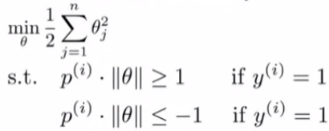 min_θ 1/2 ∑_{j=1}^{n} θ_j^2
s.t. p^{(i)} · ‖θ‖ ≥ 1 if y^{(i)} = 1
p^{(i)} · ‖θ‖ ≤ −1 if y^{(i)} = 1